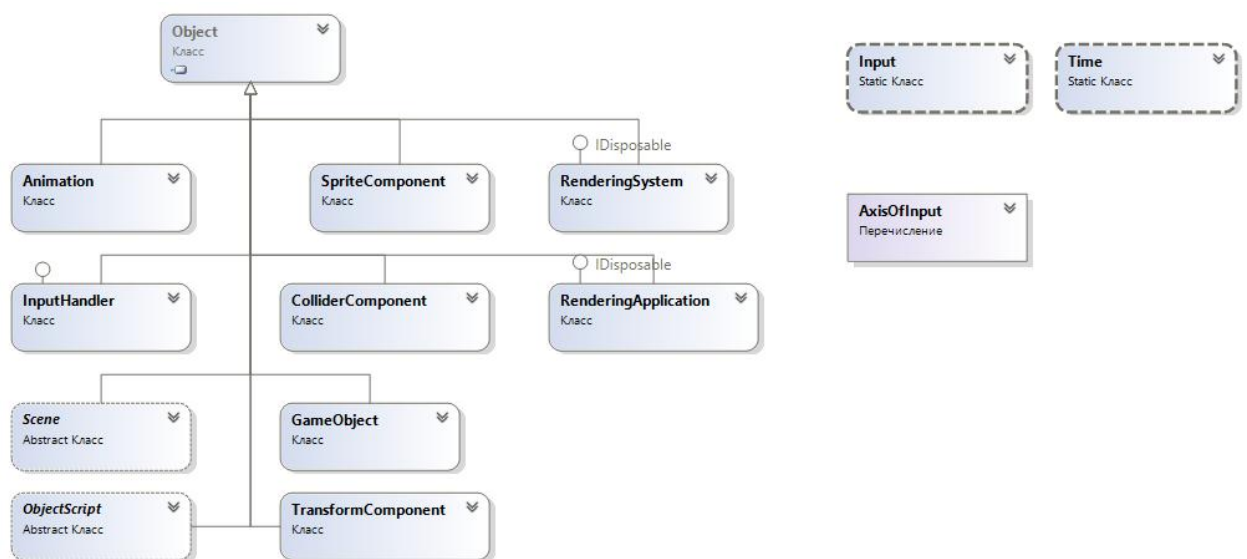 Object
Класс
Input
Static Класс
Time
Static Класс
IDisposable
Animation
Класс
SpriteComponent
Класс
RenderingSystem
Класс
AxisOfInput
Перечисление
IDisposable
InputHandler
Класс
ColliderComponent
Класс
RenderingApplication
Класс
Scene
Abstract Класс
GameObject
Класс
ObjectScript
Abstract Класс
TransformComponent
Класс